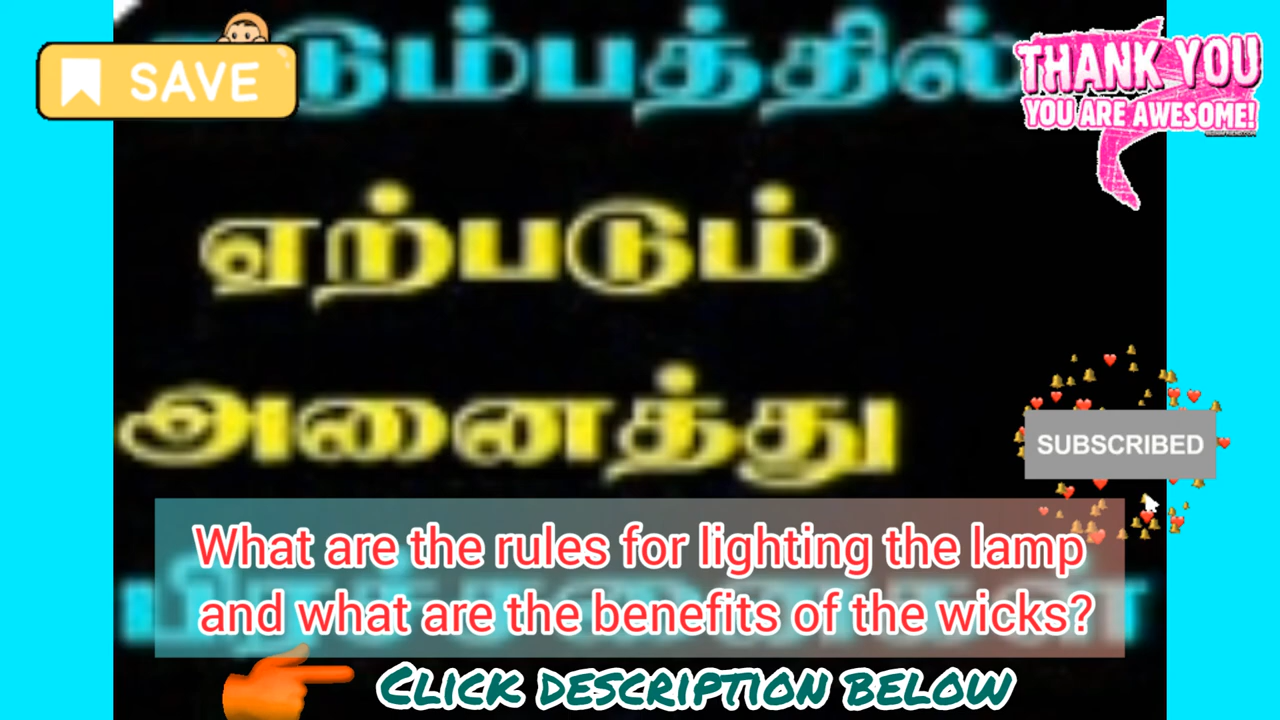 SAVE
THANK YOU
YOU ARE AWESOME!
ஏற்படும்
அனைத்து
SUBSCRIBED
What are the rules for lighting the lamp
and what are the benefits of the wicks?
CLICK DESCRIPTION BELOW